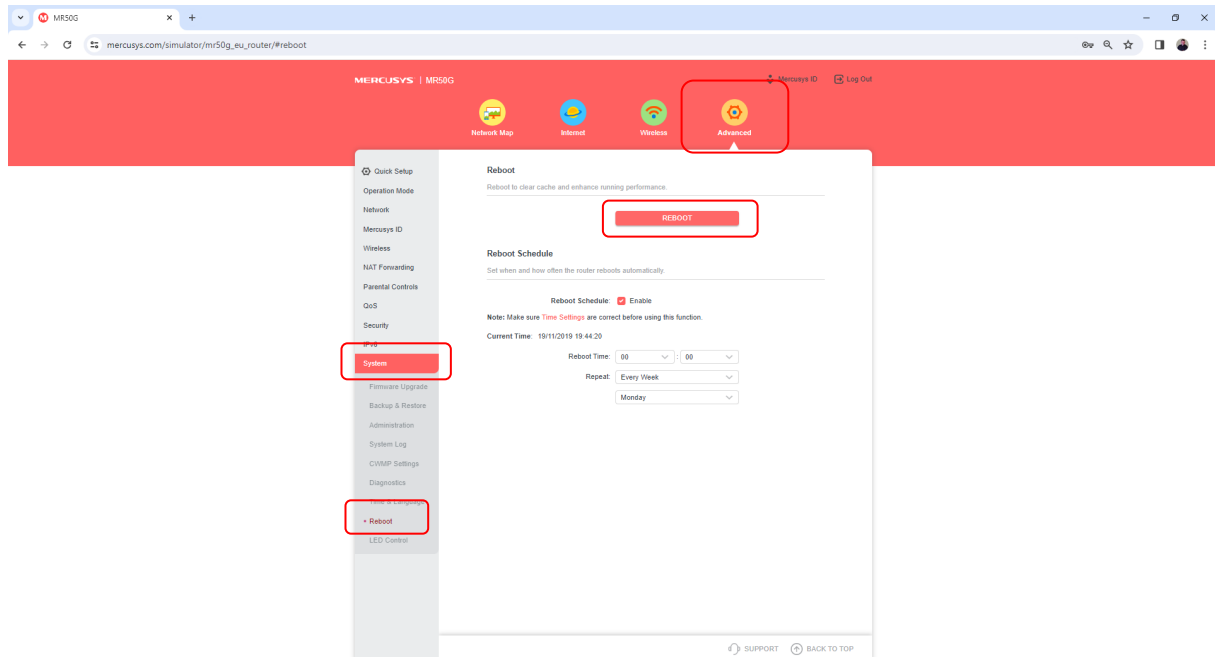 MR50G
mercusys.com/simulator/mr50g_eu_router/#reboot
MERCUSYS | MR50G
Mercusys ID
Log Out
Network Map
Internet
Wireless
Advanced
Quick Setup
Operation Mode
Network
Mercusys ID
Wireless
NAT Forwarding
Parental Controls
QoS
Security
IPv6
System
Firmware Upgrade
Backup & Restore
Administration
System Log
CWMP Settings
Diagnostics
Time & Language
Reboot
LED Control
Reboot
Reboot to clear cache and enhance running performance.
REBOOT
Reboot Schedule
Set when and how often the router reboots automatically.
Reboot Schedule: Enable
Note: Make sure Time Settings are correct before using this function.
Current Time: 19/11/2019 19:44:20
Reboot Time: 00 : 00
Repeat: Every Week
Monday
SUPPORT
BACK TO TOP